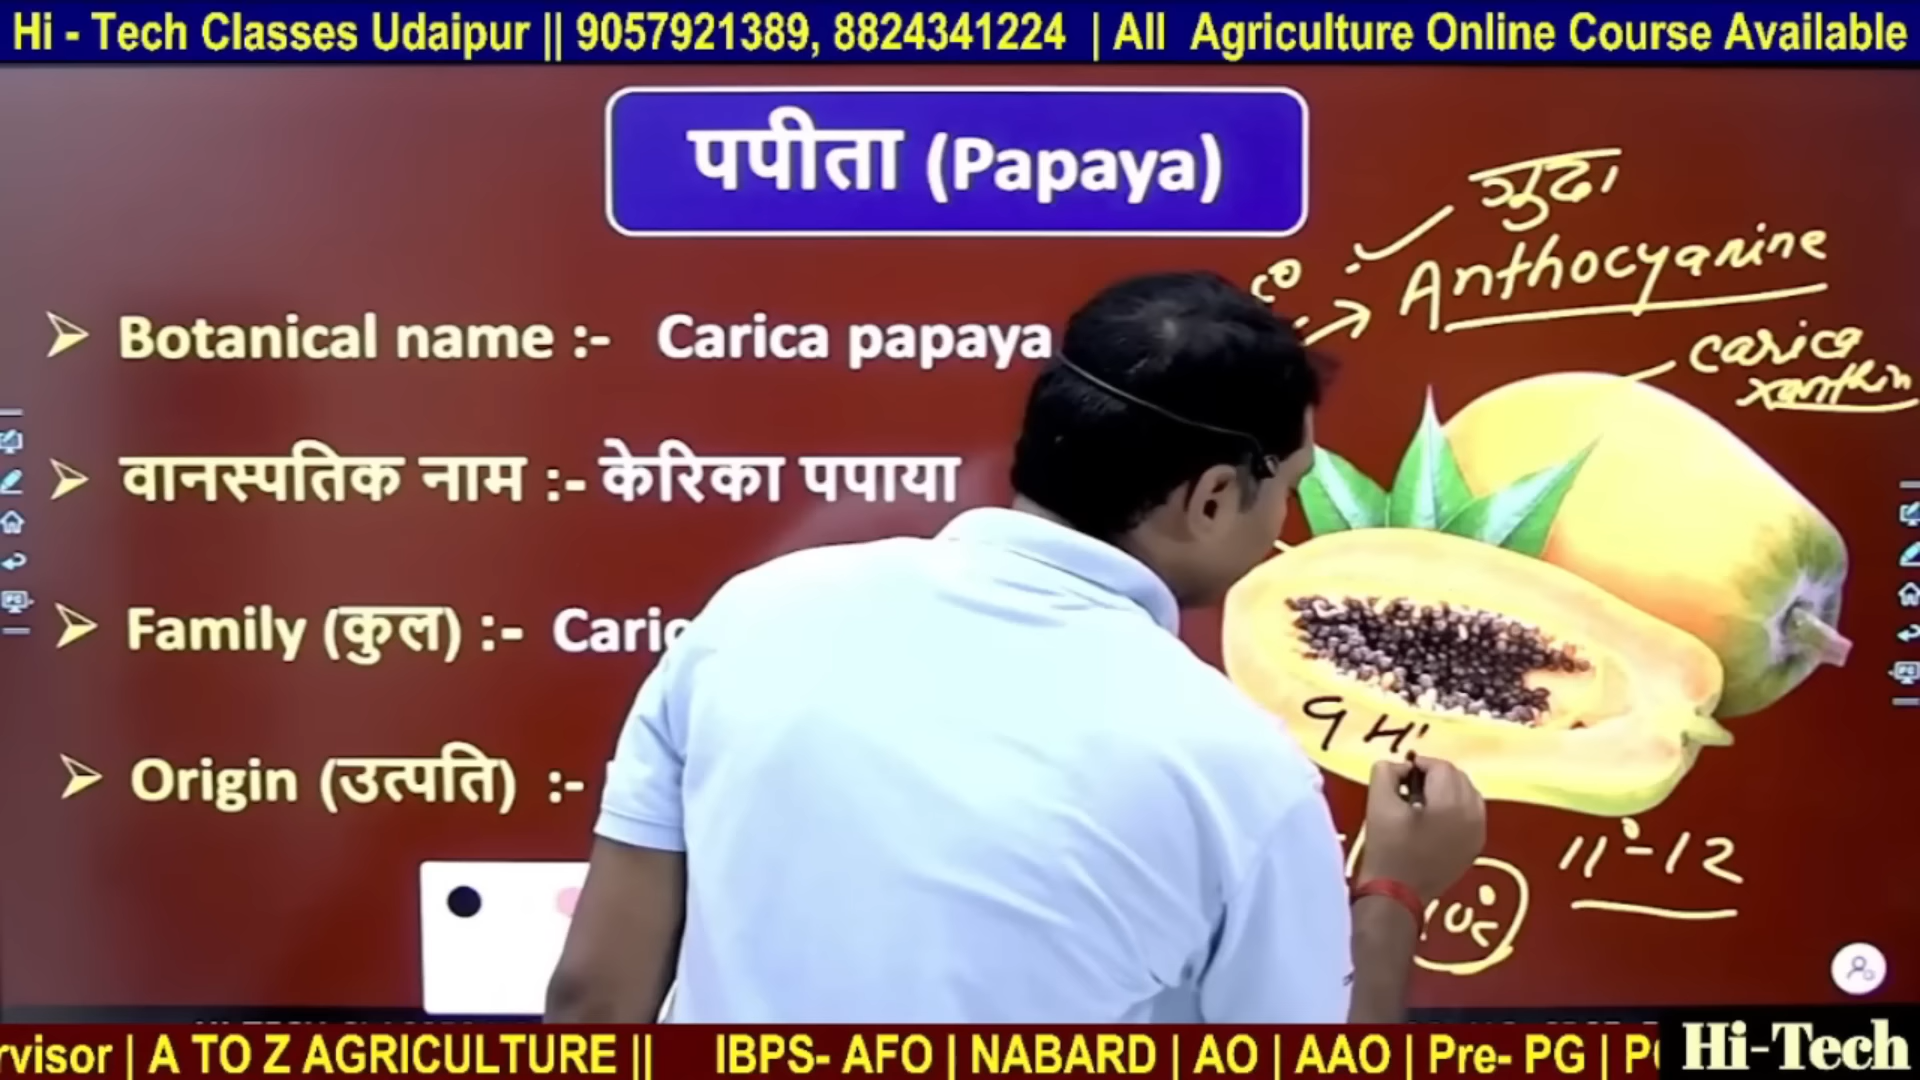 Hi - Tech Classes Udaipur || 9057921389, 8824341224 | All Agriculture Online Course Available
पपीता (Papaya)
Anthocyanine
carica
xanthin
➢ Botanical name :- Carica papaya
➢ वानस्पतिक नाम :- केरिका पपाया
➢ Family (कुल) :- Caric
➢ Origin (उत्पति) :-
11°-12
rvisor | A TO Z AGRICULTURE || IBPS- AFO | NABARD | AO | AAO | Pre- PG |
Hi-Tech